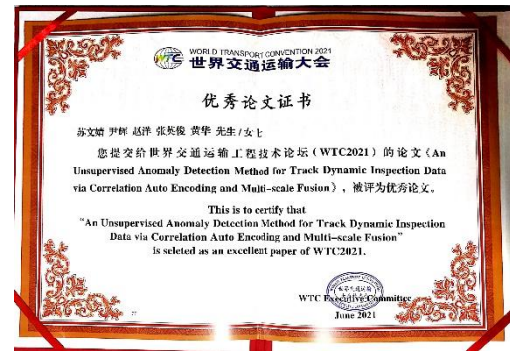 WORLD TRANSPORT CONVENTION 2021
WTC 世界交通运输大会
优秀论文证书
苏文婧 尹辉 赵洋 张英俊 黄华 先生/女士
您提交给世界交通运输工程技术论坛(WTC2021)的论文《An
Unsupervised Anomaly Detection Method for Track Dynamic Inspection Data
via Correlation Auto Encoding and Multi-scale Fusion》,被评为优秀论文。
This is to certify that
"An Unsupervised Anomaly Detection Method for Track Dynamic Inspection
Data via Correlation Auto Encoding and Multi-scale Fusion"
is seleted as an excellent paper of WTC2021.
WTC Executive Committee
June 2021